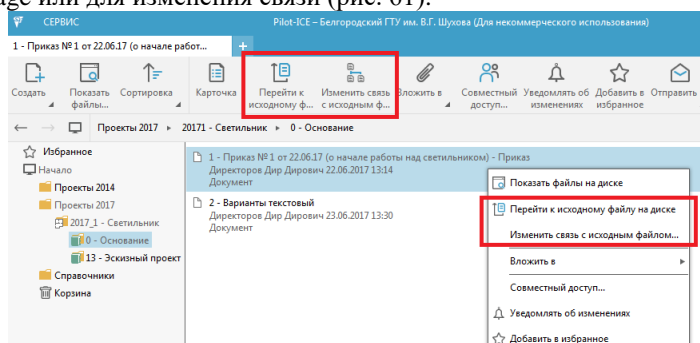 age или для изменения связи (рис. 61).
СЕРВИС
Pilot-ICE – Белгородский ГТУ им. В.Г. Шухова (Для некоммерческого использования)
1 - Приказ № 1 от 22.06.17 (о начале работ... +
Создать
Показать файлы...
Сортировка
Карточка
Перейти к исходному ф...
Изменить связь с исходным ф...
Вложить в
Совместный доступ...
Уведомлять об изменениях
Добавить в избранное
Отправить
Проекты 2017 ▸ 20171 - Светильник ▸ 0 - Основание
Избранное
Начало
Проекты 2014
Проекты 2017
2017_1 - Светильник
0 - Основание
13 - Эскизный проект
Справочники
Корзина
1 - Приказ № 1 от 22.06.17 (о начале работы над светильником) - Приказ
Директоров Дир Дирович 22.06.2017 13:14
Документ
2 - Варианты текстовый
Директоров Дир Дирович 23.06.2017 13:30
Документ
Показать файлы на диске
Перейти к исходному файлу на диске
Изменить связь с исходным файлом...
Вложить в
Совместный доступ...
Уведомлять об изменениях
Добавить в избранное